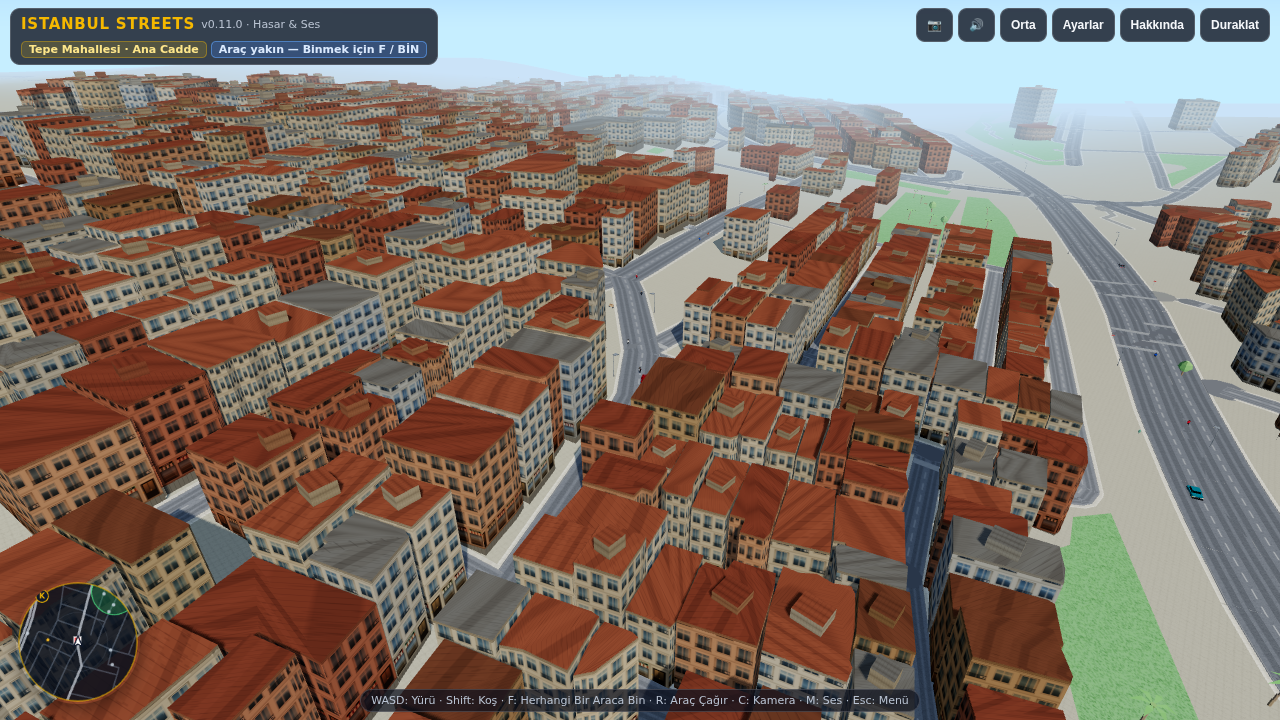 ISTANBUL STREETS v0.11.0 · Hasar & Ses
Tepe Mahallesi · Ana Cadde
Araç yakın — Binmek için F / BİN
Orta
Ayarlar
Hakkında
Duraklat
K
WASD: Yürü · Shift: Koş · F: Herhangi Bir Araca Bin · R: Araç Çağır · C: Kamera · M: Ses · Esc: Menü